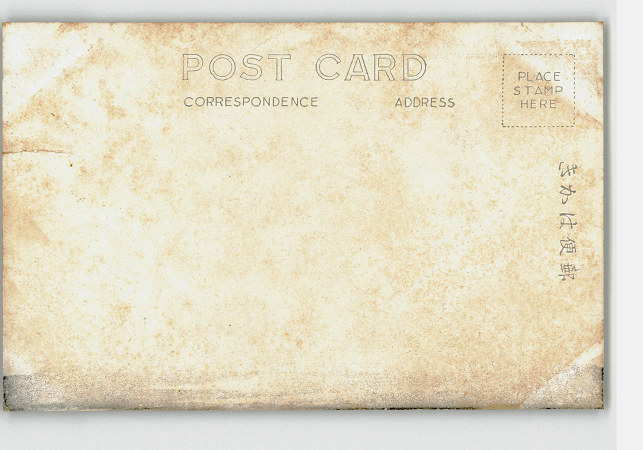 POST CARD
CORRESPONDENCE ADDRESS
PLACE
STAMP
HERE
きかは便郵